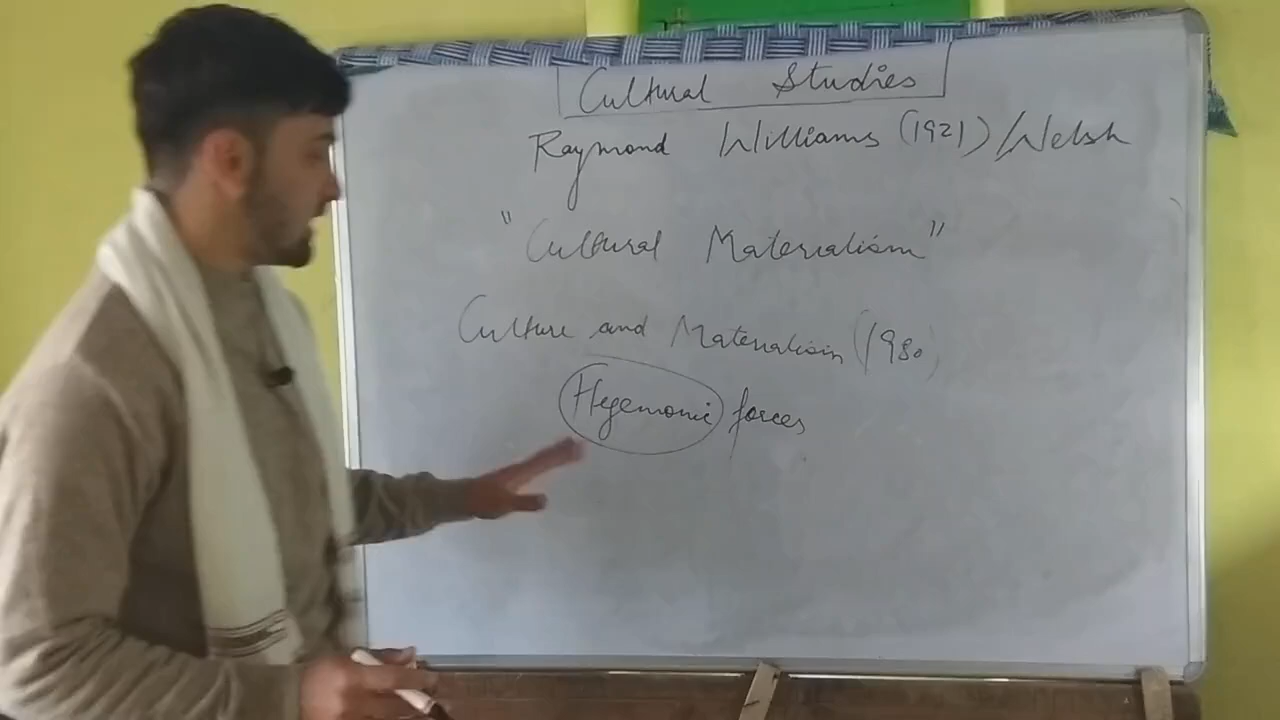 Cultural Studies
Raymond Williams (1921) / Welsh
"Cultural Materialism"
Culture and Materialism (1980)
Hegemonic forces